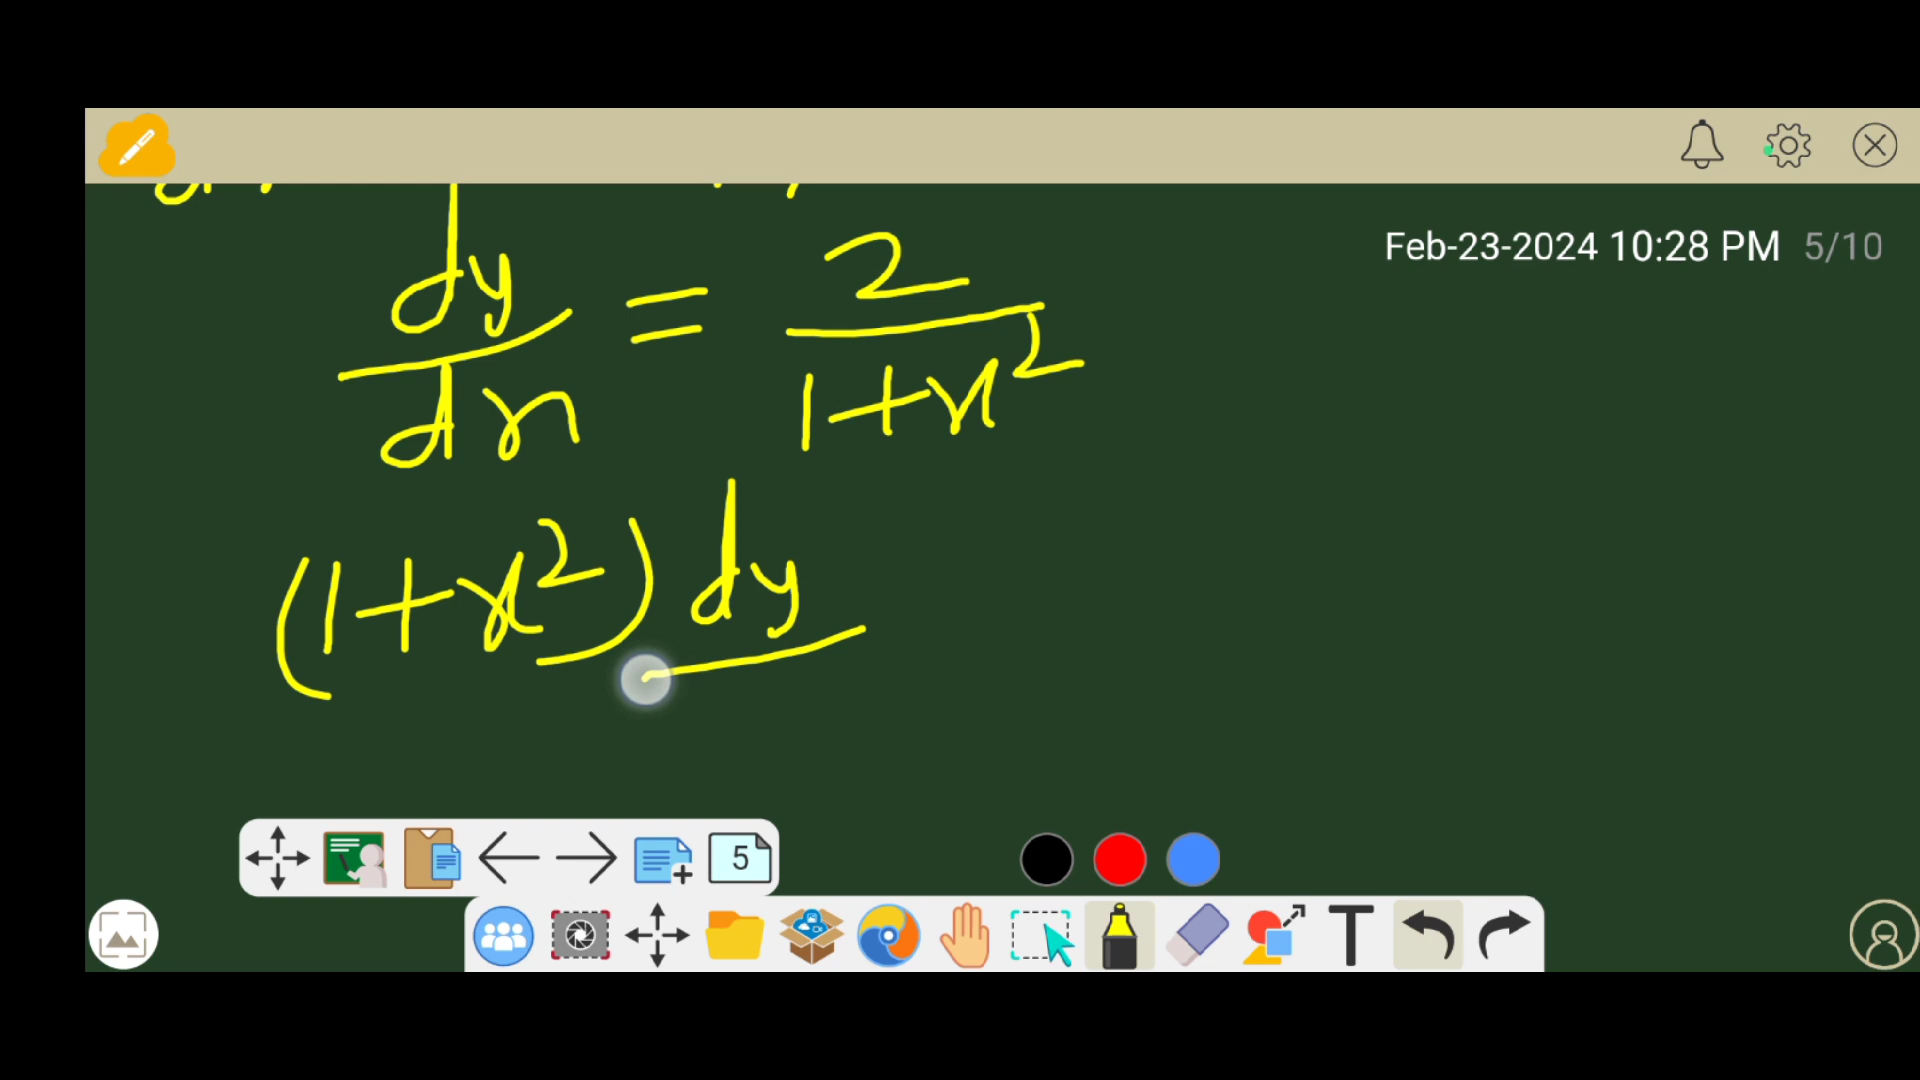 Feb-23-2024 10:28 PM 5/10
dy/dx = 2/1+x²
(1+x²) dy
5
T